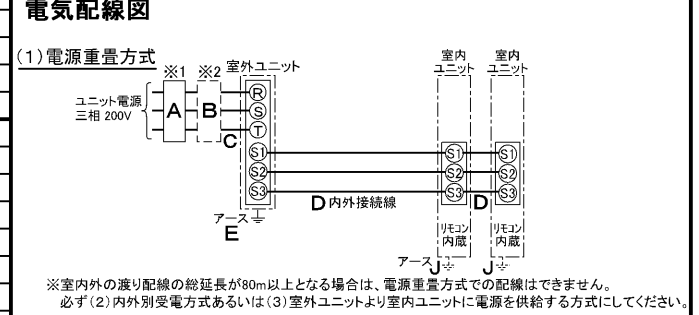 電気配線図
(1)電源重畳方式
※1 ※2 室外ユニット 室内ユニット 室内ユニット
ユニット電源
三相 200V
A B C
R
S
T
S1 S1 S1
S2 S2 S2
S3 S3 S3
D 内外接続線 D
アース
E
リモコン内蔵 リモコン内蔵
アース J J
※室内外の渡り配線の総延長が80m以上となる場合は、電源重畳方式での配線はできません。
必ず(2)内外別受電方式あるいは(3)室外ユニットより室内ユニットに電源を供給する方式にしてください。